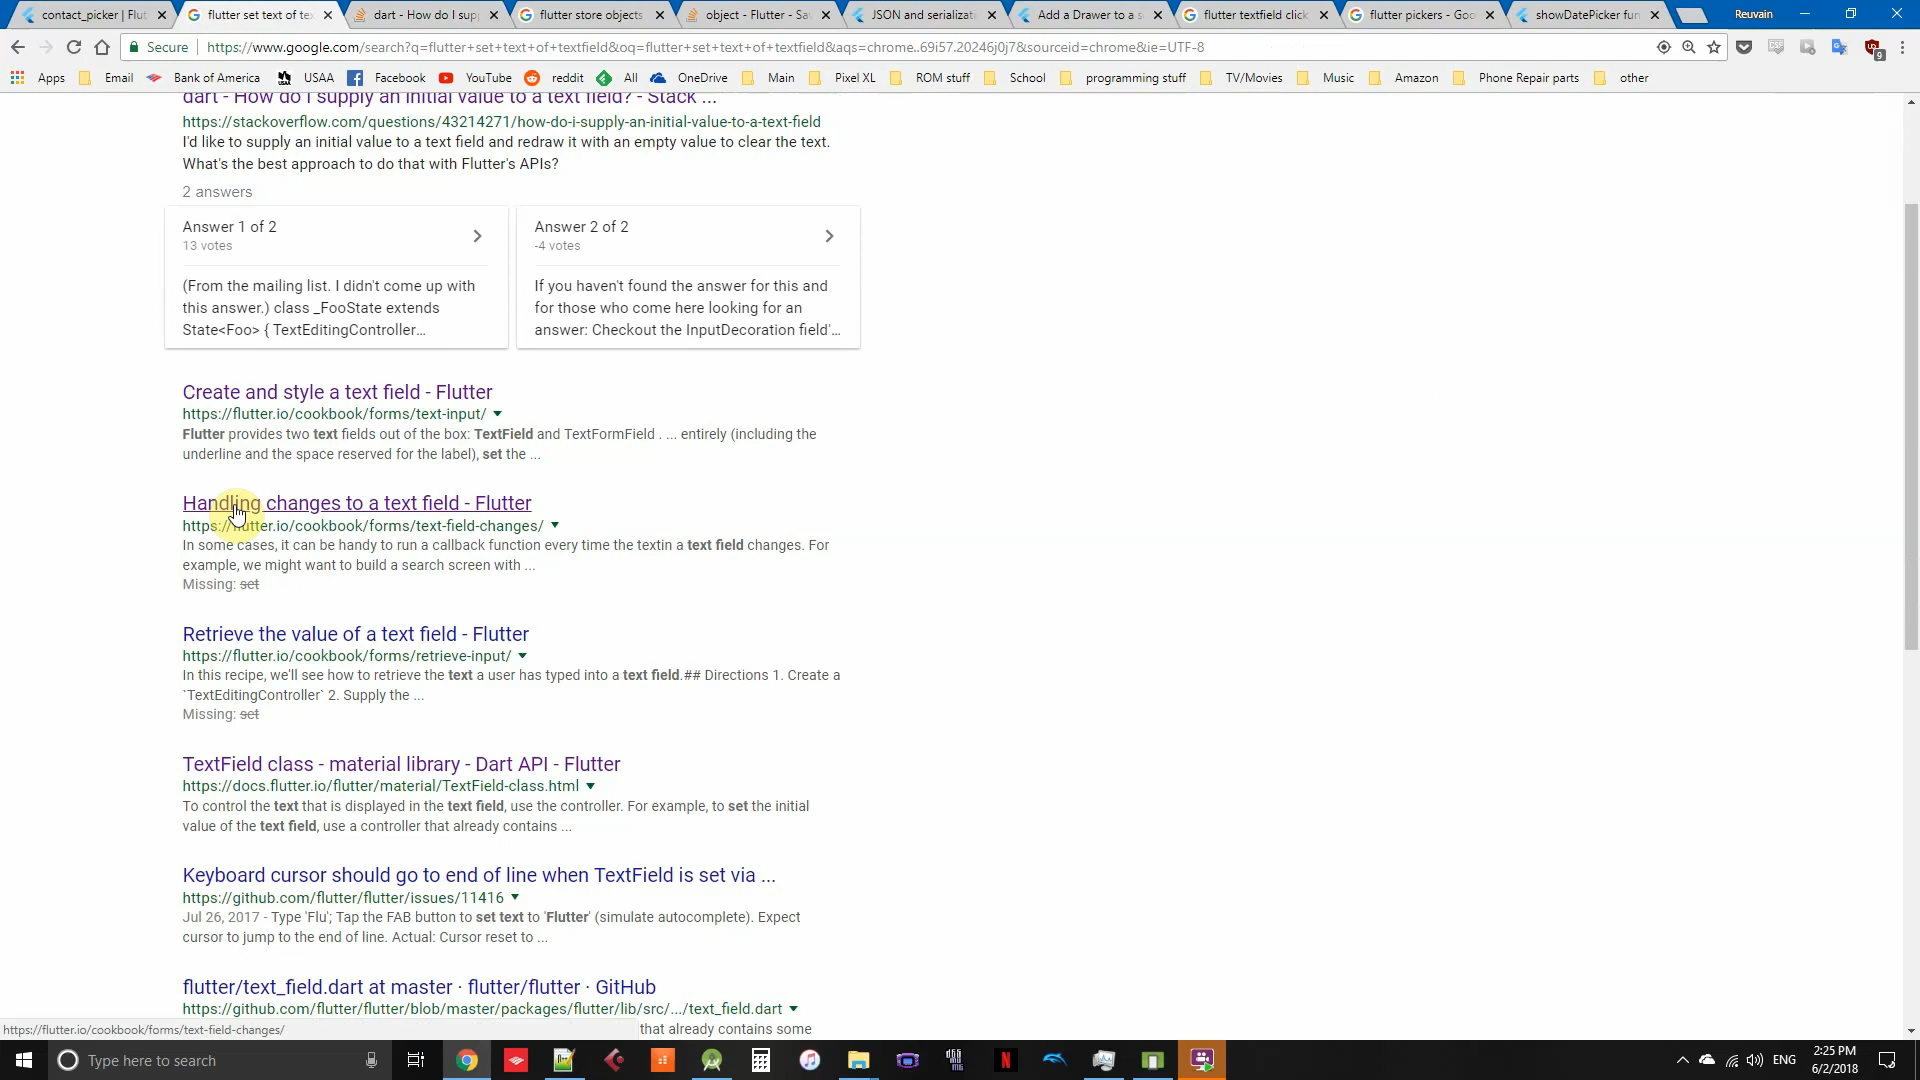 contact_picker | Flut
flutter set text of tex
dart - How do I supp
flutter store objects
object - Flutter - Sav
JSON and serializatio
Add a Drawer to a s
flutter textfield click
flutter pickers - Goo
showDatePicker fun
Reuvain
Secure
https://www.google.com/search?q=flutter+set+text+of+textfield&oq=flutter+set+text+of+textfield&aqs=chrome..69i57.20246j0j7&sourceid=chrome&ie=UTF-8
9
Apps
Email
Bank of America
USAA
Facebook
YouTube
reddit
All
OneDrive
Main
Pixel XL
ROM stuff
School
programming stuff
TV/Movies
Music
Amazon
Phone Repair parts
other
dart - How do I supply an initial value to a text field? - Stack ...
https://stackoverflow.com/questions/43214271/how-do-i-supply-an-initial-value-to-a-text-field
I'd like to supply an initial value to a text field and redraw it with an empty value to clear the text.
What's the best approach to do that with Flutter's APIs?
2 answers
Answer 1 of 2
13 votes
(From the mailing list. I didn't come up with
this answer.) class _FooState extends
State<Foo> { TextEditingController...
Answer 2 of 2
-4 votes
If you haven't found the answer for this and
for those who come here looking for an
answer: Checkout the InputDecoration field'...
Create and style a text field - Flutter
https://flutter.io/cookbook/forms/text-input/
Flutter provides two text fields out of the box: TextField and TextFormField . ... entirely (including the
underline and the space reserved for the label), set the ...
Handling changes to a text field - Flutter
https://flutter.io/cookbook/forms/text-field-changes/
In some cases, it can be handy to run a callback function every time the textin a text field changes. For
example, we might want to build a search screen with ...
Missing: set
Retrieve the value of a text field - Flutter
https://flutter.io/cookbook/forms/retrieve-input/
In this recipe, we'll see how to retrieve the text a user has typed into a text field.## Directions 1. Create a
`TextEditingController` 2. Supply the ...
Missing: set
TextField class - material library - Dart API - Flutter
https://docs.flutter.io/flutter/material/TextField-class.html
To control the text that is displayed in the text field, use the controller. For example, to set the initial
value of the text field, use a controller that already contains ...
Keyboard cursor should go to end of line when TextField is set via ...
https://github.com/flutter/flutter/issues/11416
Jul 26, 2017 - Type 'Flu'; Tap the FAB button to set text to 'Flutter' (simulate autocomplete). Expect
cursor to jump to the end of line. Actual: Cursor reset to ...
flutter/text_field.dart at master · flutter/flutter · GitHub
https://github.com/flutter/flutter/blob/master/packages/flutter/lib/src/.../text_field.dart
that already contains some
https://flutter.io/cookbook/forms/text-field-changes/
Type here to search
ENG
2:25 PM
6/2/2018